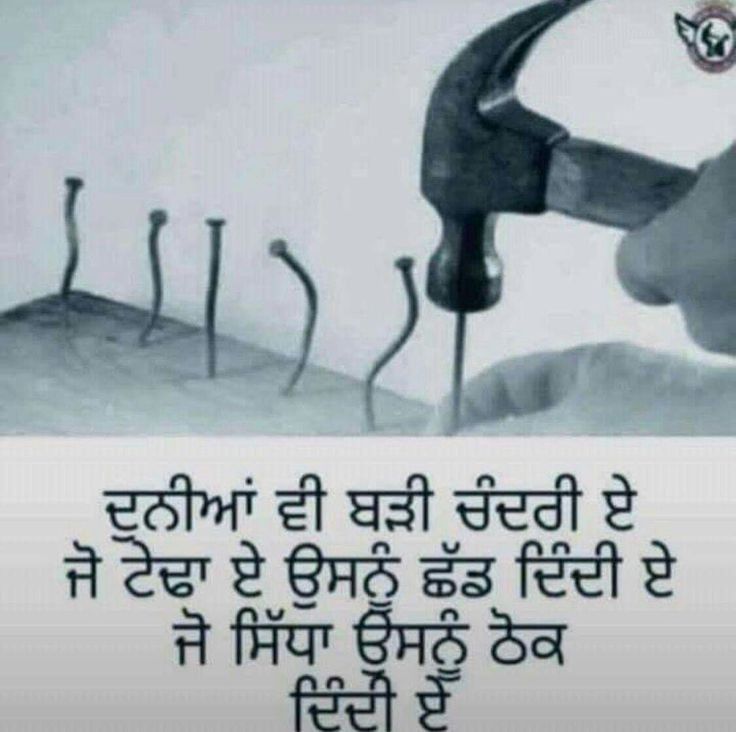 ਦੁਨੀਆਂ ਵੀ ਬੜੀ ਚੰਦਰੀ ਏ
ਜੋ ਟੇਢਾ ਏ ਉਸਨੂੰ ਛੱਡ ਦਿੰਦੀ ਏ
ਜੋ ਸਿੱਧਾ ਉਸਨੂੰ ਠੋਕ
ਦਿੰਦੀ ਏ